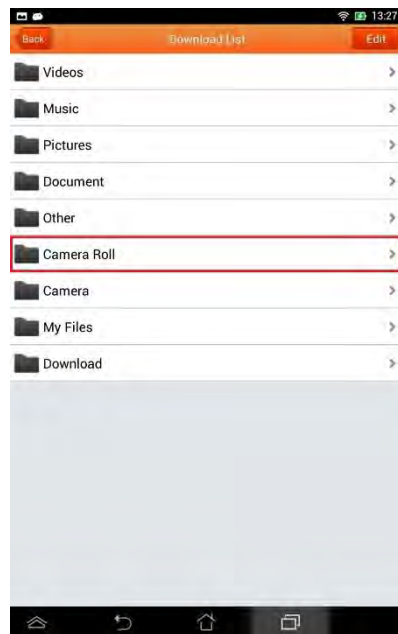 13:27
Back Download List Edit
Videos
Music
Pictures
Document
Other
Camera Roll
Camera
My Files
Download